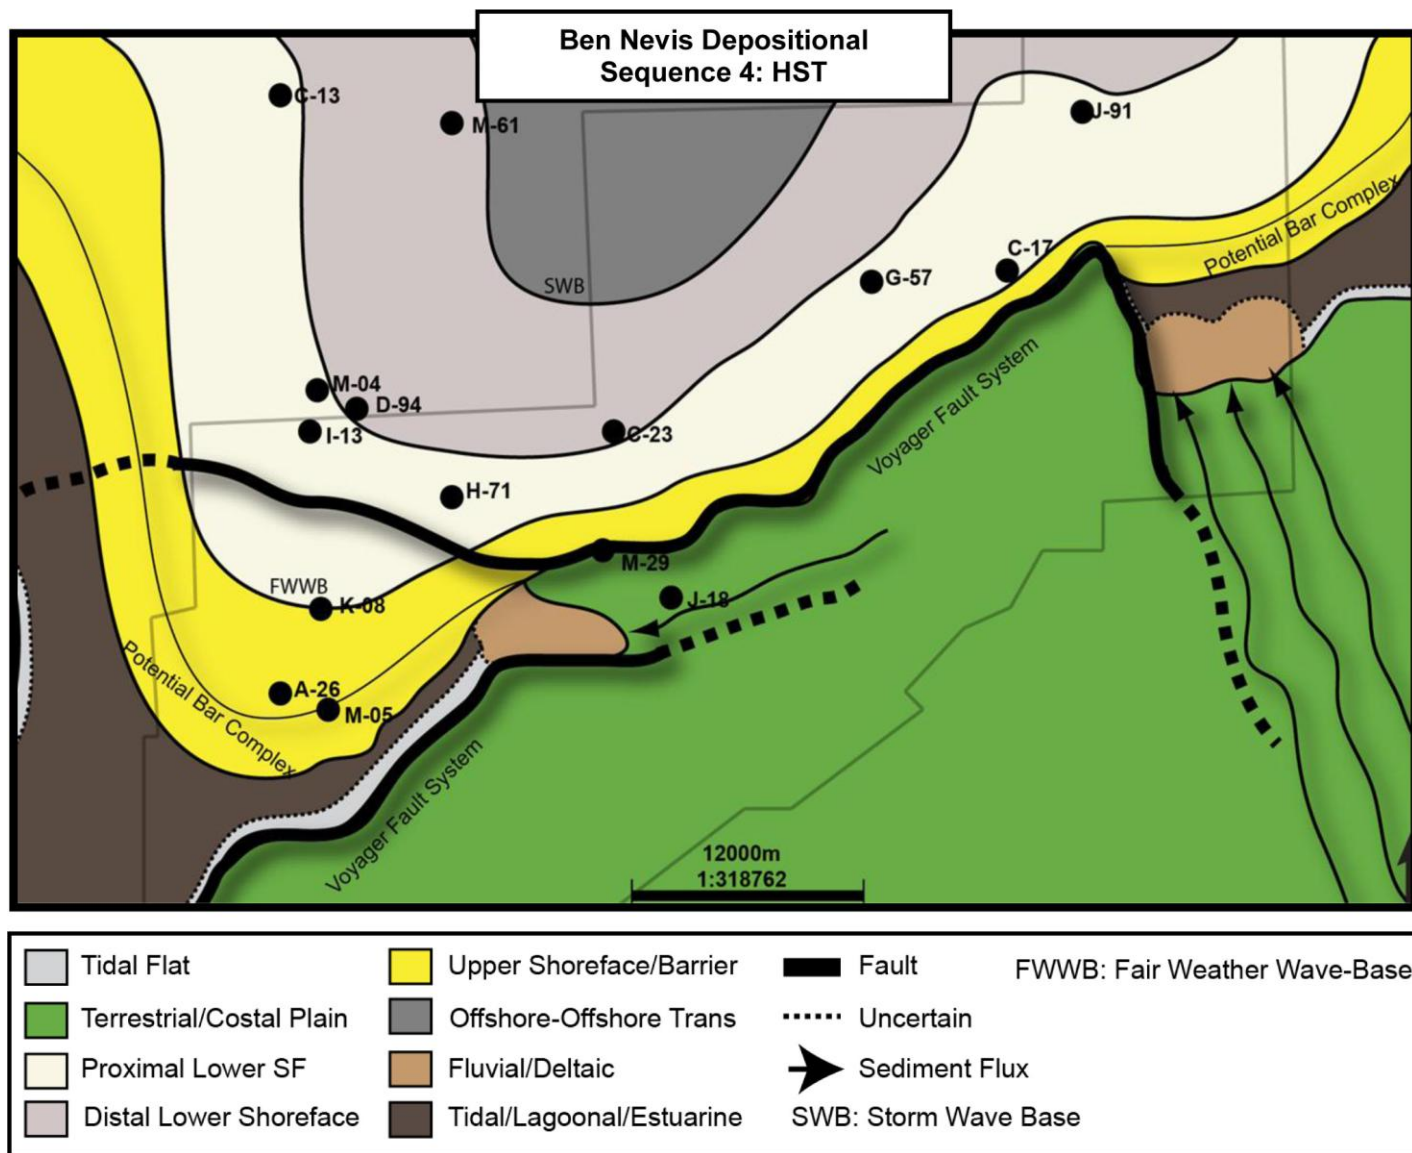 Ben Nevis Depositional
Sequence 4: HST
C-13
M-61
J-91
Potential Bar Complex
C-17
G-57
SWB
M-04
D-94
I-13
C-23
Voyager Fault System
H-71
M-29
FWWB
K-08
J-18
Potential Bar Complex
A-26
M-05
Voyager Fault System
12000m
1:318762
Tidal Flat
Upper Shoreface/Barrier
Fault
FWWB: Fair Weather Wave-Base
Terrestrial/Costal Plain
Offshore-Offshore Trans
Uncertain
Proximal Lower SF
Fluvial/Deltaic
Sediment Flux
Distal Lower Shoreface
Tidal/Lagoonal/Estuarine
SWB: Storm Wave Base